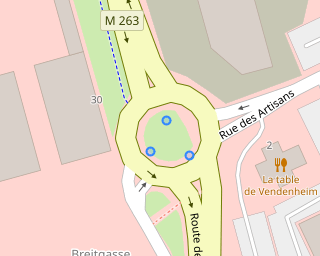 M 263
30
Rue des Artisans
2
La table
de Vendenheim
Route de
Breitgasse